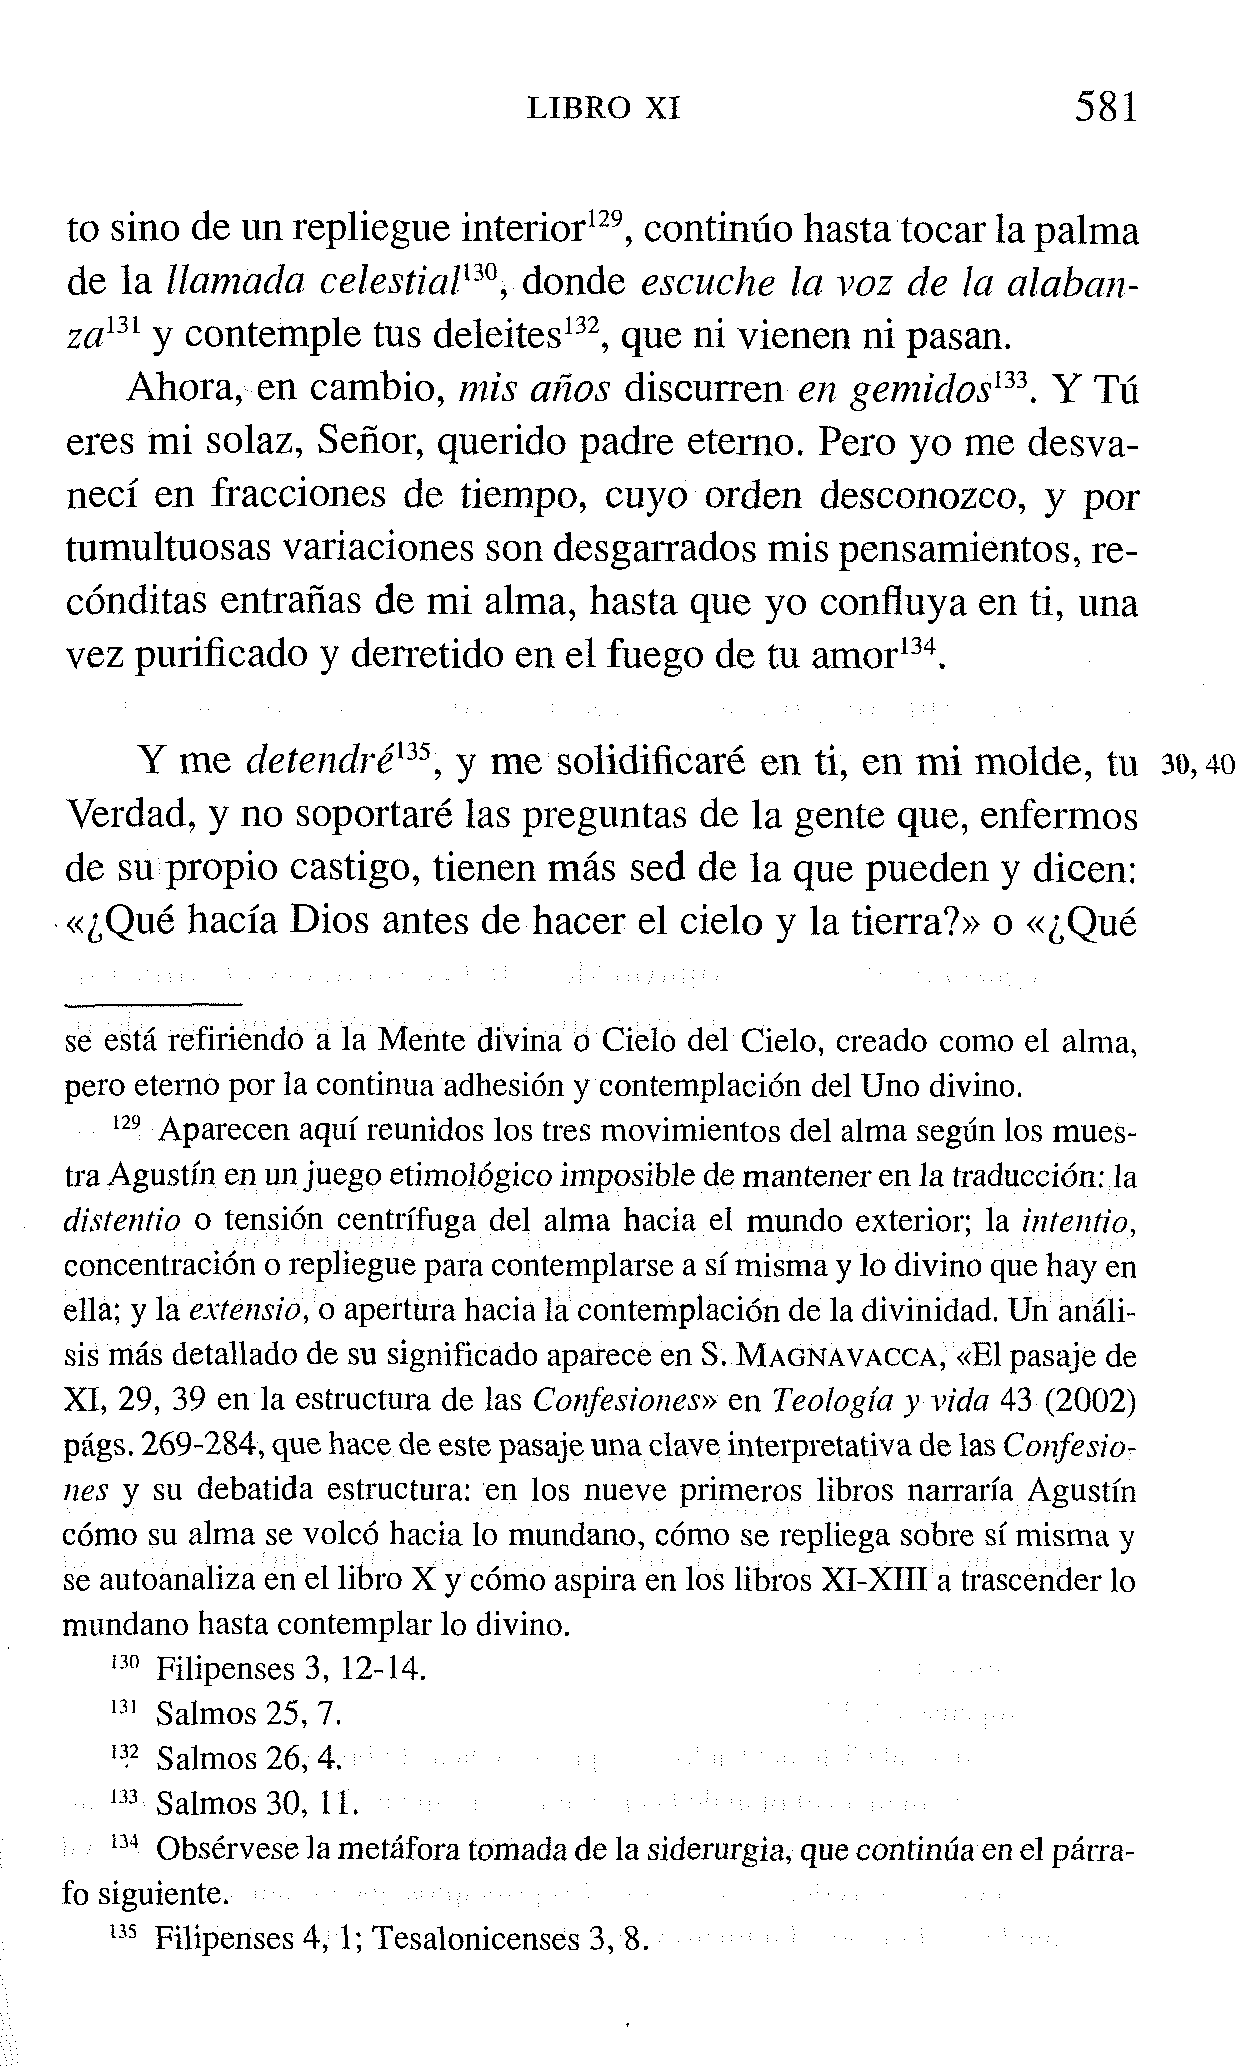 LIBRO XI 581
to sino de un repliegue interior¹²⁹, continúo hasta tocar la palma
de la llamada celestial¹³⁰, donde escuche la voz de la alaban-
za¹³¹ y contemple tus deleites¹³², que ni vienen ni pasan.
Ahora, en cambio, mis años discurren en gemidos¹³³. Y Tú
eres mi solaz, Señor, querido padre eterno. Pero yo me desva-
necí en fracciones de tiempo, cuyo orden desconozco, y por
tumultuosas variaciones son desgarrados mis pensamientos, re-
cónditas entrañas de mi alma, hasta que yo confluya en ti, una
vez purificado y derretido en el fuego de tu amor¹³⁴.
Y me detendré¹³⁵, y me solidificaré en ti, en mi molde, tu 30, 40
Verdad, y no soportaré las preguntas de la gente que, enfermos
de su propio castigo, tienen más sed de la que pueden y dicen:
«¿Qué hacía Dios antes de hacer el cielo y la tierra?» o «¿Qué
se está refiriendo a la Mente divina o Cielo del Cielo, creado como el alma,
pero eterno por la continua adhesión y contemplación del Uno divino.
¹²⁹ Aparecen aquí reunidos los tres movimientos del alma según los mues-
tra Agustín en un juego etimológico imposible de mantener en la traducción: la
distentio o tensión centrífuga del alma hacia el mundo exterior; la intentio,
concentración o repliegue para contemplarse a sí misma y lo divino que hay en
ella; y la extensio, o apertura hacia la contemplación de la divinidad. Un análi-
sis más detallado de su significado aparece en S. MAGNAVACCA, «El pasaje de
XI, 29, 39 en la estructura de las Confesiones» en Teología y vida 43 (2002)
págs. 269-284, que hace de este pasaje una clave interpretativa de las Confesio-
nes y su debatida estructura: en los nueve primeros libros narraría Agustín
cómo su alma se volcó hacia lo mundano, cómo se repliega sobre sí misma y
se autoanaliza en el libro X y cómo aspira en los libros XI-XIII a trascender lo
mundano hasta contemplar lo divino.
¹³⁰ Filipenses 3, 12-14.
¹³¹ Salmos 25, 7.
¹³² Salmos 26, 4.
¹³³ Salmos 30, 11.
¹³⁴ Obsérvese la metáfora tomada de la siderurgia, que continúa en el párra-
fo siguiente.
¹³⁵ Filipenses 4, 1; Tesalonicenses 3, 8.